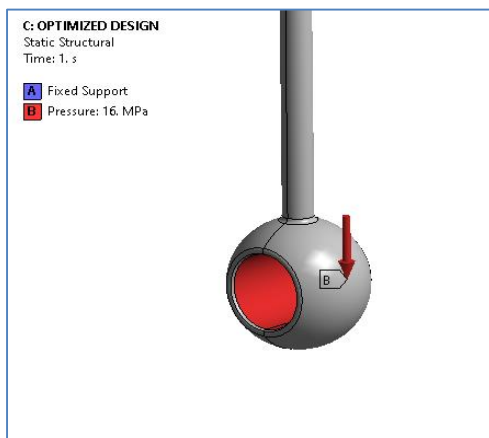 C: OPTIMIZED DESIGN
Static Structural
Time: 1. s
A Fixed Support
B Pressure: 16. MPa
B